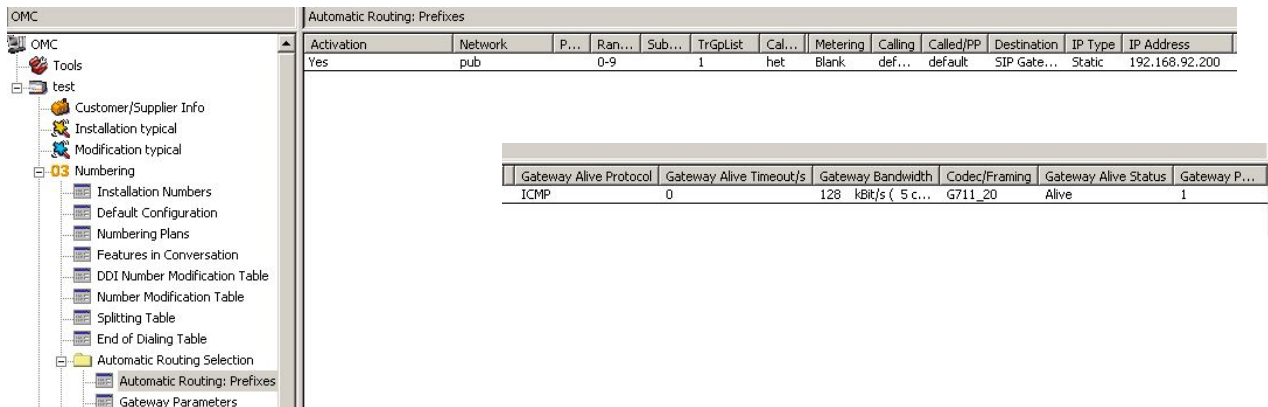 OMC
Automatic Routing: Prefixes
OMC
Tools
test
Customer/Supplier Info
Installation typical
Modification typical
Numbering
Installation Numbers
Default Configuration
Numbering Plans
Features in Conversation
DDI Number Modification Table
Number Modification Table
Splitting Table
End of Dialing Table
Automatic Routing Selection
Automatic Routing: Prefixes
Gateway Parameters
Activation Network P... Ran... Sub... TrGpList Cal... Metering Calling Called/PP Destination IP Type IP Address
Yes pub 0-9 1 het Blank def... default SIP Gate... Static 192.168.92.200
Gateway Alive Protocol Gateway Alive Timeout/s Gateway Bandwidth Codec/Framing Gateway Alive Status Gateway P...
ICMP 0 128 kBit/s ( 5 c... G711_20 Alive 1